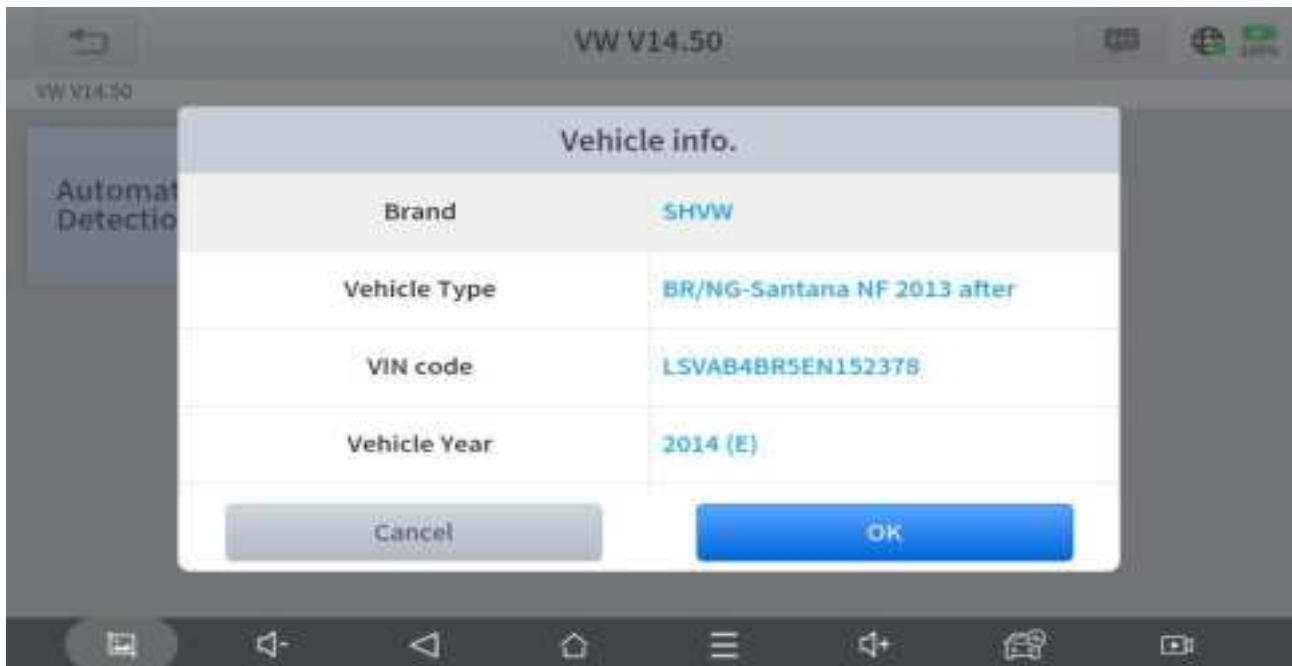 VW V14.50
VW V14.50
Automat
Detectio
Vehicle info.
Brand
SHVW
Vehicle Type
BR/NG-Santana NF 2013 after
VIN code
LSVAB4BR5EN152378
Vehicle Year
2014 (E)
Cancel
OK